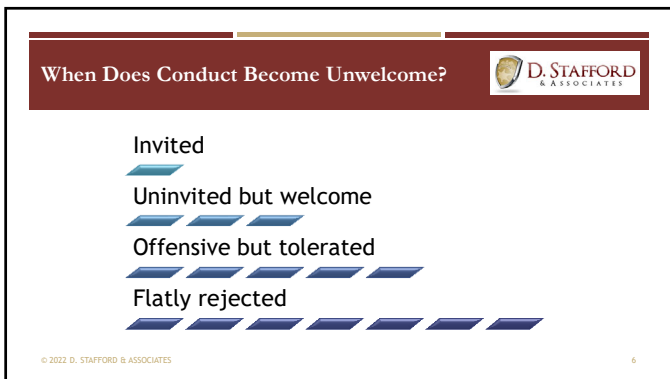 When Does Conduct Become Unwelcome?
D. STAFFORD
& ASSOCIATES
Invited
Uninvited but welcome
Offensive but tolerated
Flatly rejected
© 2022 D. STAFFORD & ASSOCIATES
6